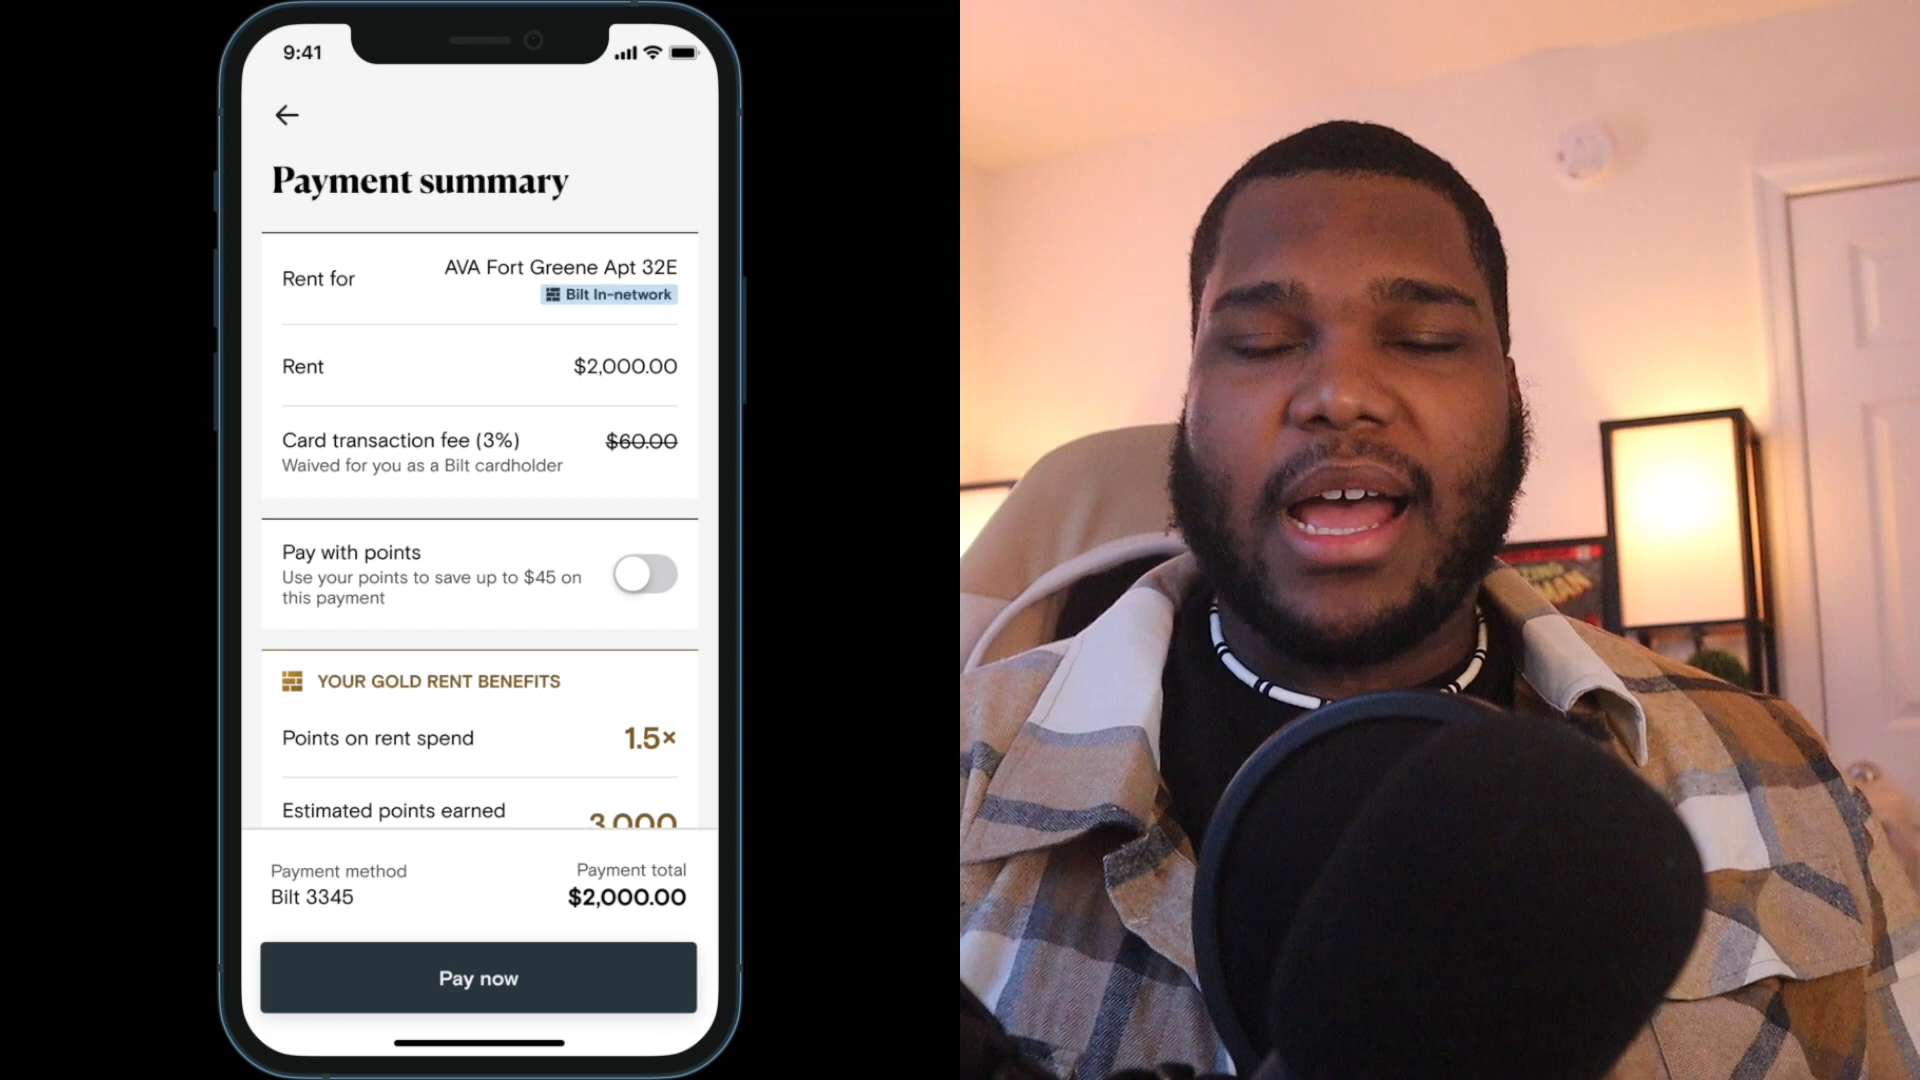 9:41
Payment summary
Rent for
AVA Fort Greene Apt 32E
Bilt In-network
Rent
$2,000.00
Card transaction fee (3%)
$60.00
Waived for you as a Bilt cardholder
Pay with points
Use your points to save up to $45 on
this payment
YOUR GOLD RENT BENEFITS
Points on rent spend
1.5×
Estimated points earned
3,000
Payment method
Payment total
Bilt 3345
$2,000.00
Pay now